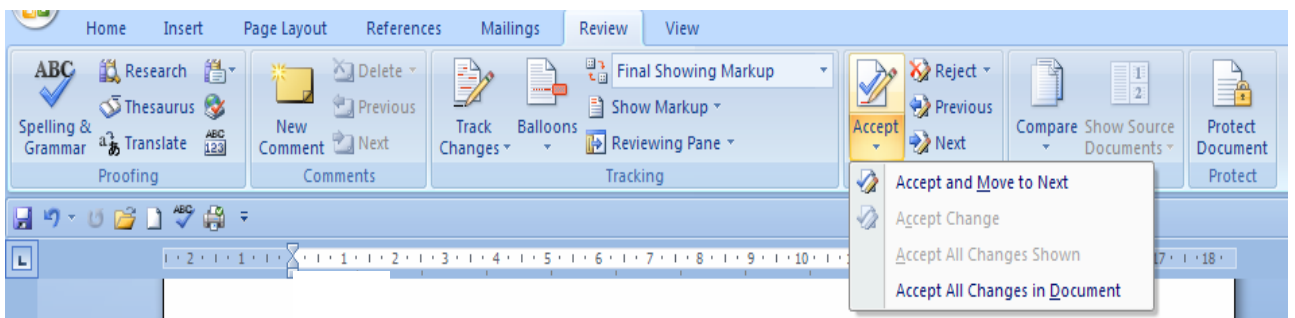 Home Insert Page Layout References Mailings Review View
ABC Research Delete Final Showing Markup Reject
Thesaurus Previous Show Markup Previous
Spelling & Grammar Translate ABC 123 New Comment Next Track Changes Balloons Reviewing Pane Accept Next Compare Show Source Documents 1 2 Protect Document
Proofing Comments Tracking Protect
Accept and Move to Next
ABC
Accept Change
L 2 1 1 2 3 4 5 6 7 8 9 10 17 18
Accept All Changes Shown
Accept All Changes in Document